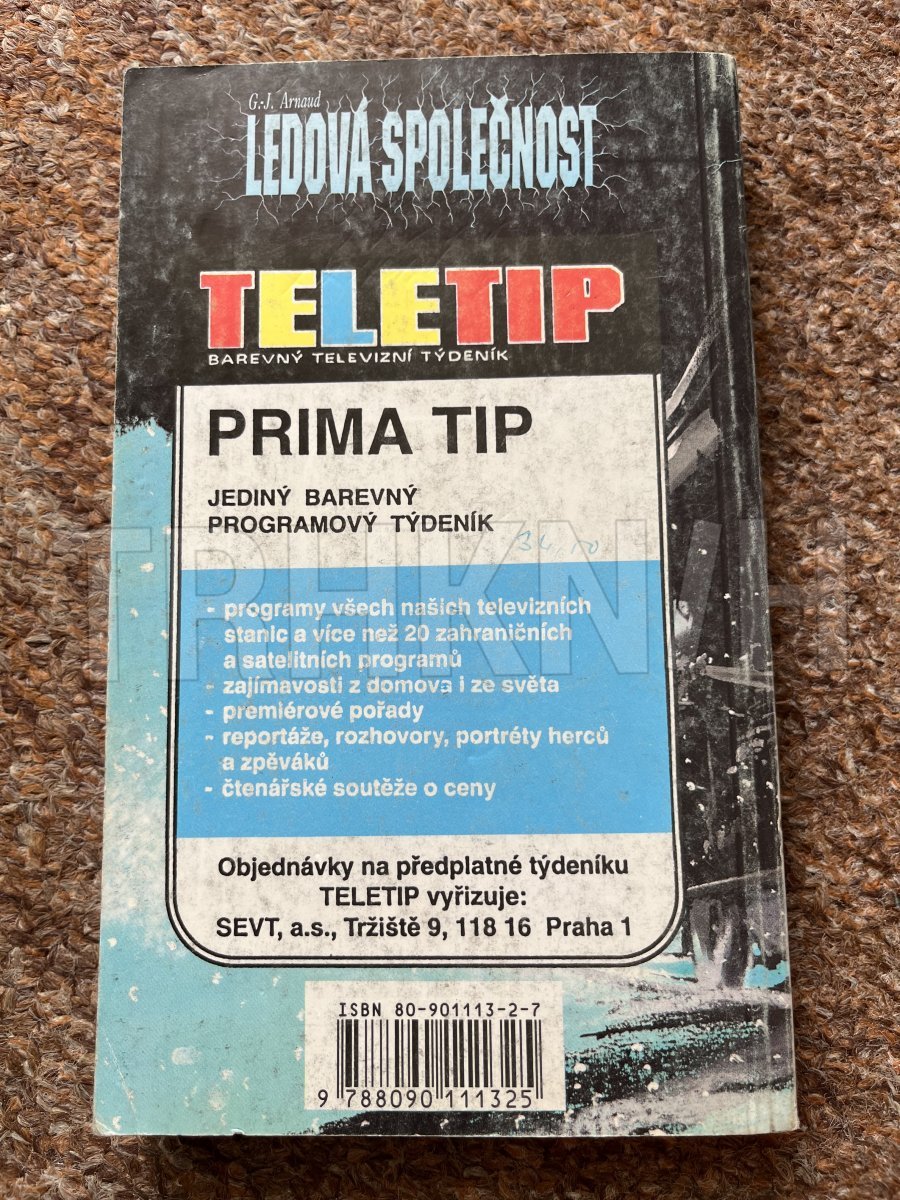 G.-J. Arnaud
LEDOVÁ SPOLEČNOST
TELETIP
BAREVNÝ TELEVIZNÍ TÝDENÍK
PRIMA TIP
JEDINÝ BAREVNÝ
PROGRAMOVÝ TÝDENÍK
34,10
TRHKNIH
- programy všech našich televizních
stanic a více než 20 zahraničních
a satelitních programů
- zajímavosti z domova i ze světa
- premiérové pořady
- reportáže, rozhovory, portréty herců
a zpěváků
- čtenářské soutěže o ceny
Objednávky na předplatné týdeníku
TELETIP vyřizuje:
SEVT, a.s., Tržiště 9, 118 16 Praha 1
ISBN 80-901113-2-7
9 788090 111325